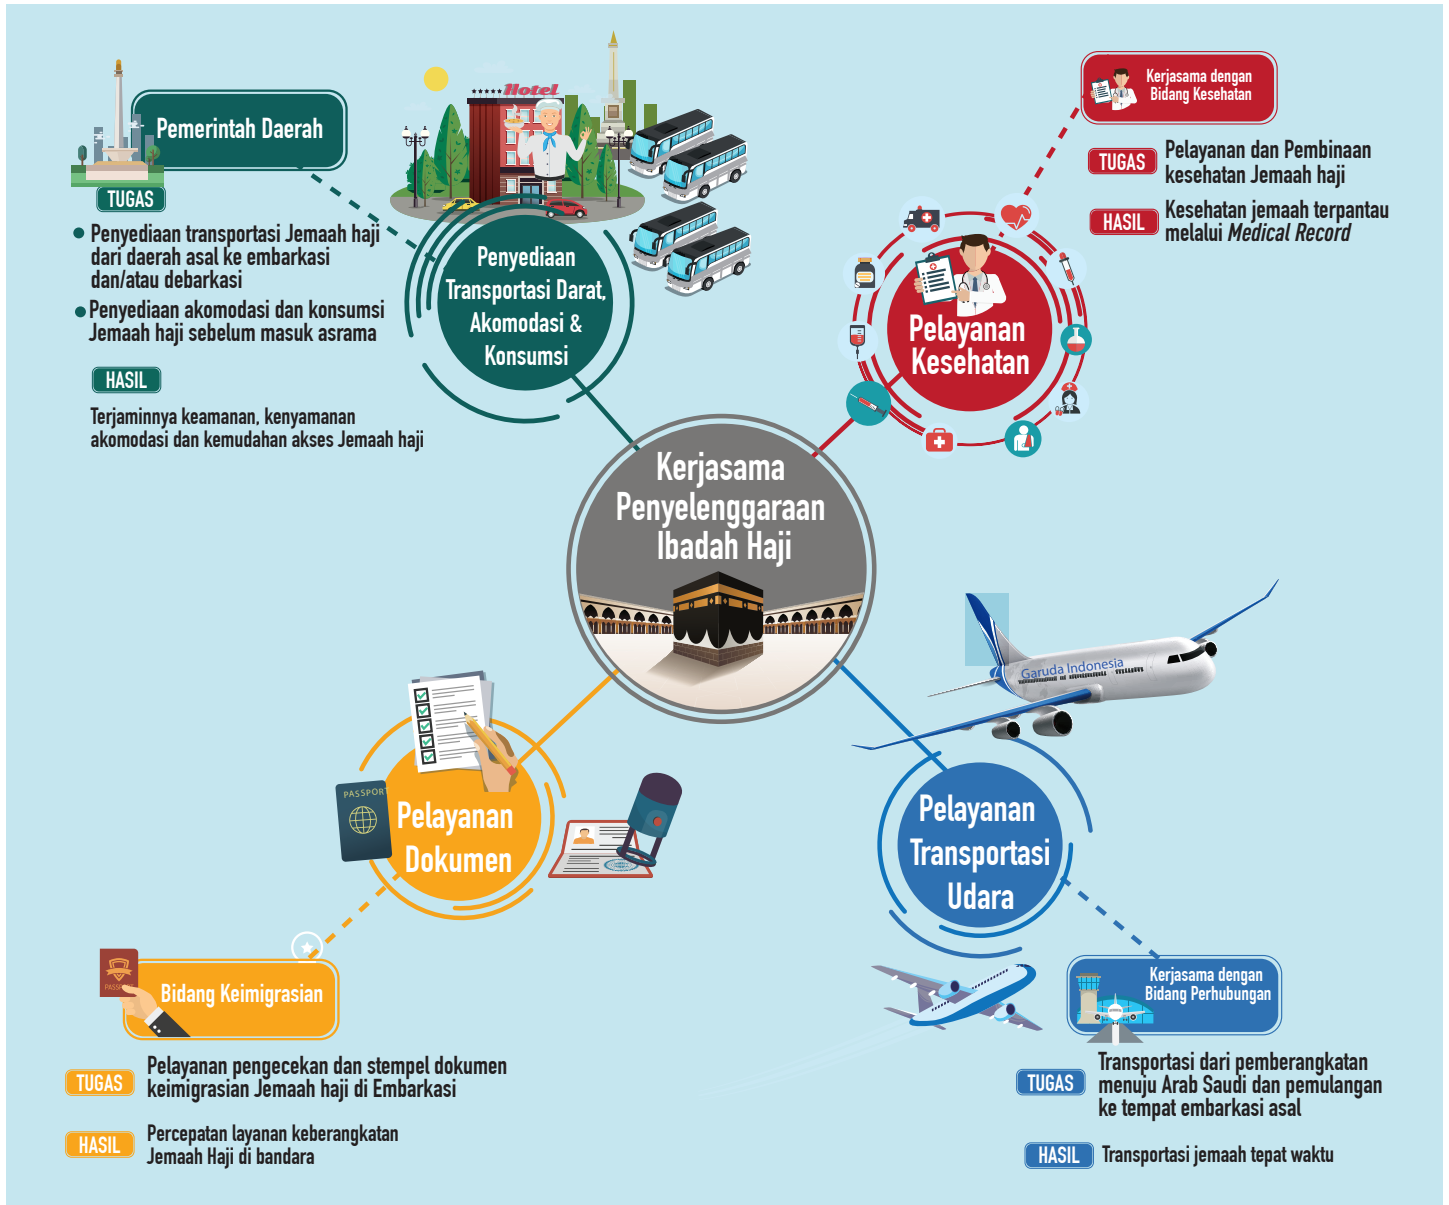 Pemerintah Daerah
TUGAS
Penyediaan transportasi Jemaah haji
dari daerah asal ke embarkasi
dan/atau debarkasi
Penyediaan akomodasi dan konsumsi
Jemaah haji sebelum masuk asrama
HASIL
Terjaminnya keamanan, kenyamanan
akomodasi dan kemudahan akses Jemaah haji
Hotel
Penyediaan
Transportasi Darat,
Akomodasi &
Konsumsi
Kerjasama dengan
Bidang Kesehatan
TUGAS
Pelayanan dan Pembinaan
kesehatan Jemaah haji
HASIL
Kesehatan jemaah terpantau
melalui Medical Record
Pelayanan
Kesehatan
Kerjasama
Penyelenggaraan
Ibadah Haji
PASSPORT
Pelayanan
Dokumen
Bidang Keimigrasian
TUGAS
Pelayanan pengecekan dan stempel dokumen
keimigrasian Jemaah haji di Embarkasi
HASIL
Percepatan layanan keberangkatan
Jemaah Haji di bandara
Garuda Indonesia
Pelayanan
Transportasi
Udara
Kerjasama dengan
Bidang Perhubungan
TUGAS
Transportasi dari pemberangkatan
menuju Arab Saudi dan pemulangan
ke tempat embarkasi asal
HASIL
Transportasi jemaah tepat waktu